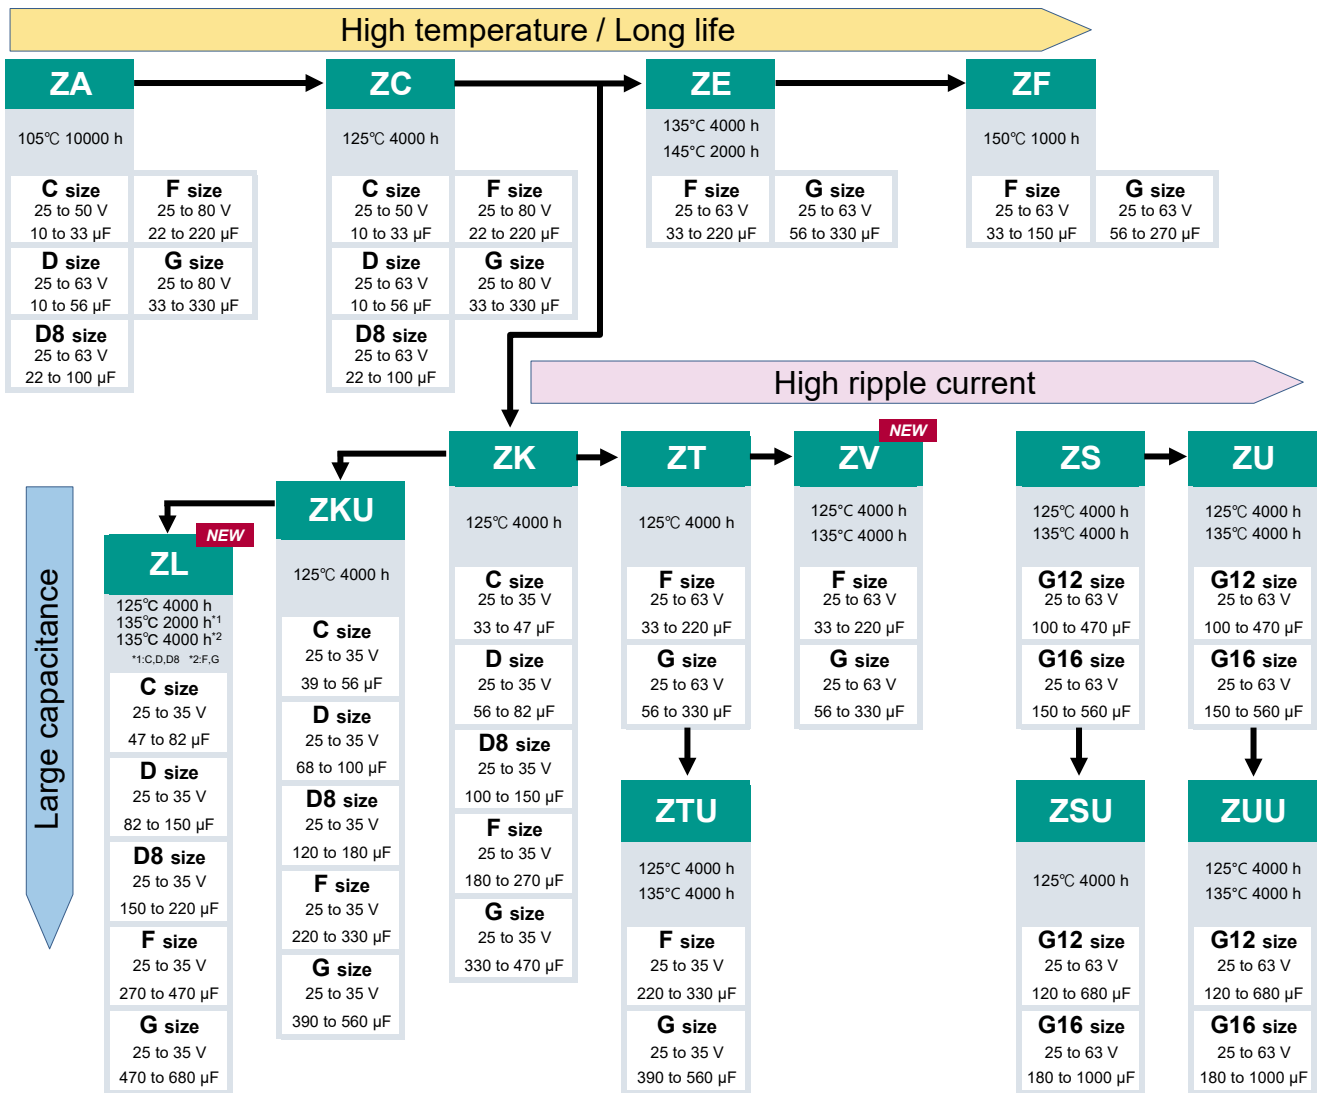 High temperature / Long life
ZA
105℃ 10000 h
C size
25 to 50 V
10 to 33 µF
F size
25 to 80 V
22 to 220 µF
D size
25 to 63 V
10 to 56 µF
G size
25 to 80 V
33 to 330 µF
D8 size
25 to 63 V
22 to 100 µF
ZC
125℃ 4000 h
C size
25 to 50 V
10 to 33 µF
F size
25 to 80 V
22 to 220 µF
D size
25 to 63 V
10 to 56 µF
G size
25 to 80 V
33 to 330 µF
D8 size
25 to 63 V
22 to 100 µF
ZE
135°C 4000 h
145°C 2000 h
F size
25 to 63 V
33 to 220 µF
G size
25 to 63 V
56 to 330 µF
ZF
150℃ 1000 h
F size
25 to 63 V
33 to 150 µF
G size
25 to 63 V
56 to 270 µF
High ripple current
Large capacitance
NEW
ZL
125℃ 4000 h
135℃ 2000 h*1
135℃ 4000 h*2
*1:C,D,D8 *2:F,G
C size
25 to 35 V
47 to 82 µF
D size
25 to 35 V
82 to 150 µF
D8 size
25 to 35 V
150 to 220 µF
F size
25 to 35 V
270 to 470 µF
G size
25 to 35 V
470 to 680 µF
ZKU
125℃ 4000 h
C size
25 to 35 V
39 to 56 µF
D size
25 to 35 V
68 to 100 µF
D8 size
25 to 35 V
120 to 180 µF
F size
25 to 35 V
220 to 330 µF
G size
25 to 35 V
390 to 560 µF
ZK
125℃ 4000 h
C size
25 to 35 V
33 to 47 µF
D size
25 to 35 V
56 to 82 µF
D8 size
25 to 35 V
100 to 150 µF
F size
25 to 35 V
180 to 270 µF
G size
25 to 35 V
330 to 470 µF
ZT
125℃ 4000 h
F size
25 to 63 V
33 to 220 µF
G size
25 to 63 V
56 to 330 µF
ZTU
125°C 4000 h
135°C 4000 h
F size
25 to 35 V
220 to 330 µF
G size
25 to 35 V
390 to 560 µF
NEW
ZV
125°C 4000 h
135°C 4000 h
F size
25 to 63 V
33 to 220 µF
G size
25 to 63 V
56 to 330 µF
ZS
125℃ 4000 h
135℃ 4000 h
G12 size
25 to 63 V
100 to 470 µF
G16 size
25 to 63 V
150 to 560 µF
ZSU
125℃ 4000 h
G12 size
25 to 63 V
120 to 680 µF
G16 size
25 to 63 V
180 to 1000 µF
ZU
125℃ 4000 h
135℃ 4000 h
G12 size
25 to 63 V
100 to 470 µF
G16 size
25 to 63 V
150 to 560 µF
ZUU
125°C 4000 h
135°C 4000 h
G12 size
25 to 63 V
120 to 680 µF
G16 size
25 to 63 V
180 to 1000 µF